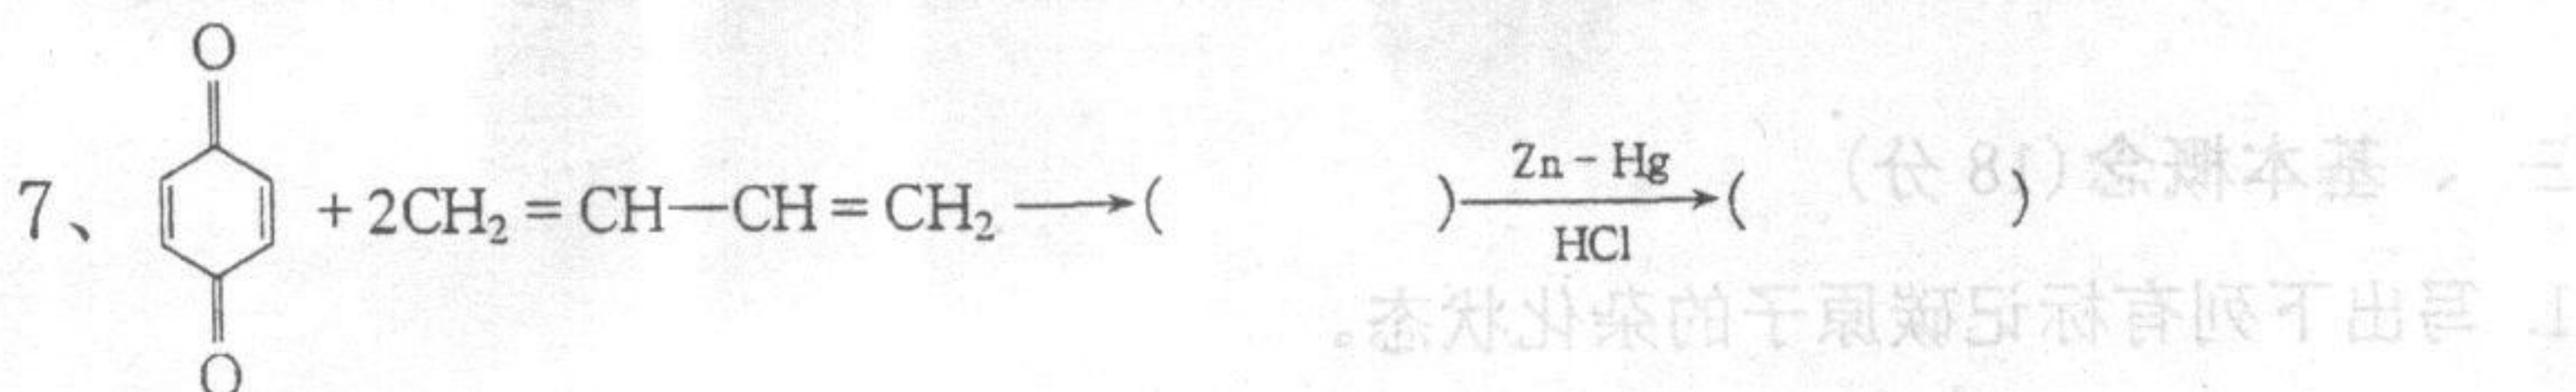 O
7、 + 2CH₂ = CH—CH = CH₂ ⟶ ( ) Zn - Hg HCl ( )
O
三、基本概念（18 分）
1. 写出下列有标记碳原子的杂化状态。